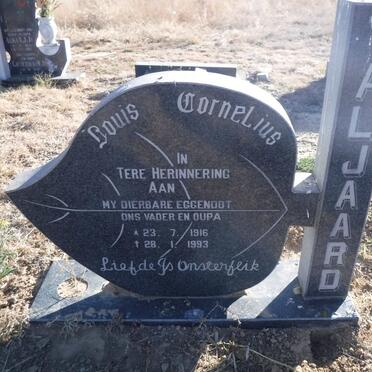 Louis Cornelius
IN
TERE HERINNERING
AAN
MY DIERBARE EGGENOOT
ONS VADER EN OUPA
* 23. 7. 1916
† 28. 1. 1993
Liefde Is Onsterflik
ALJAARD